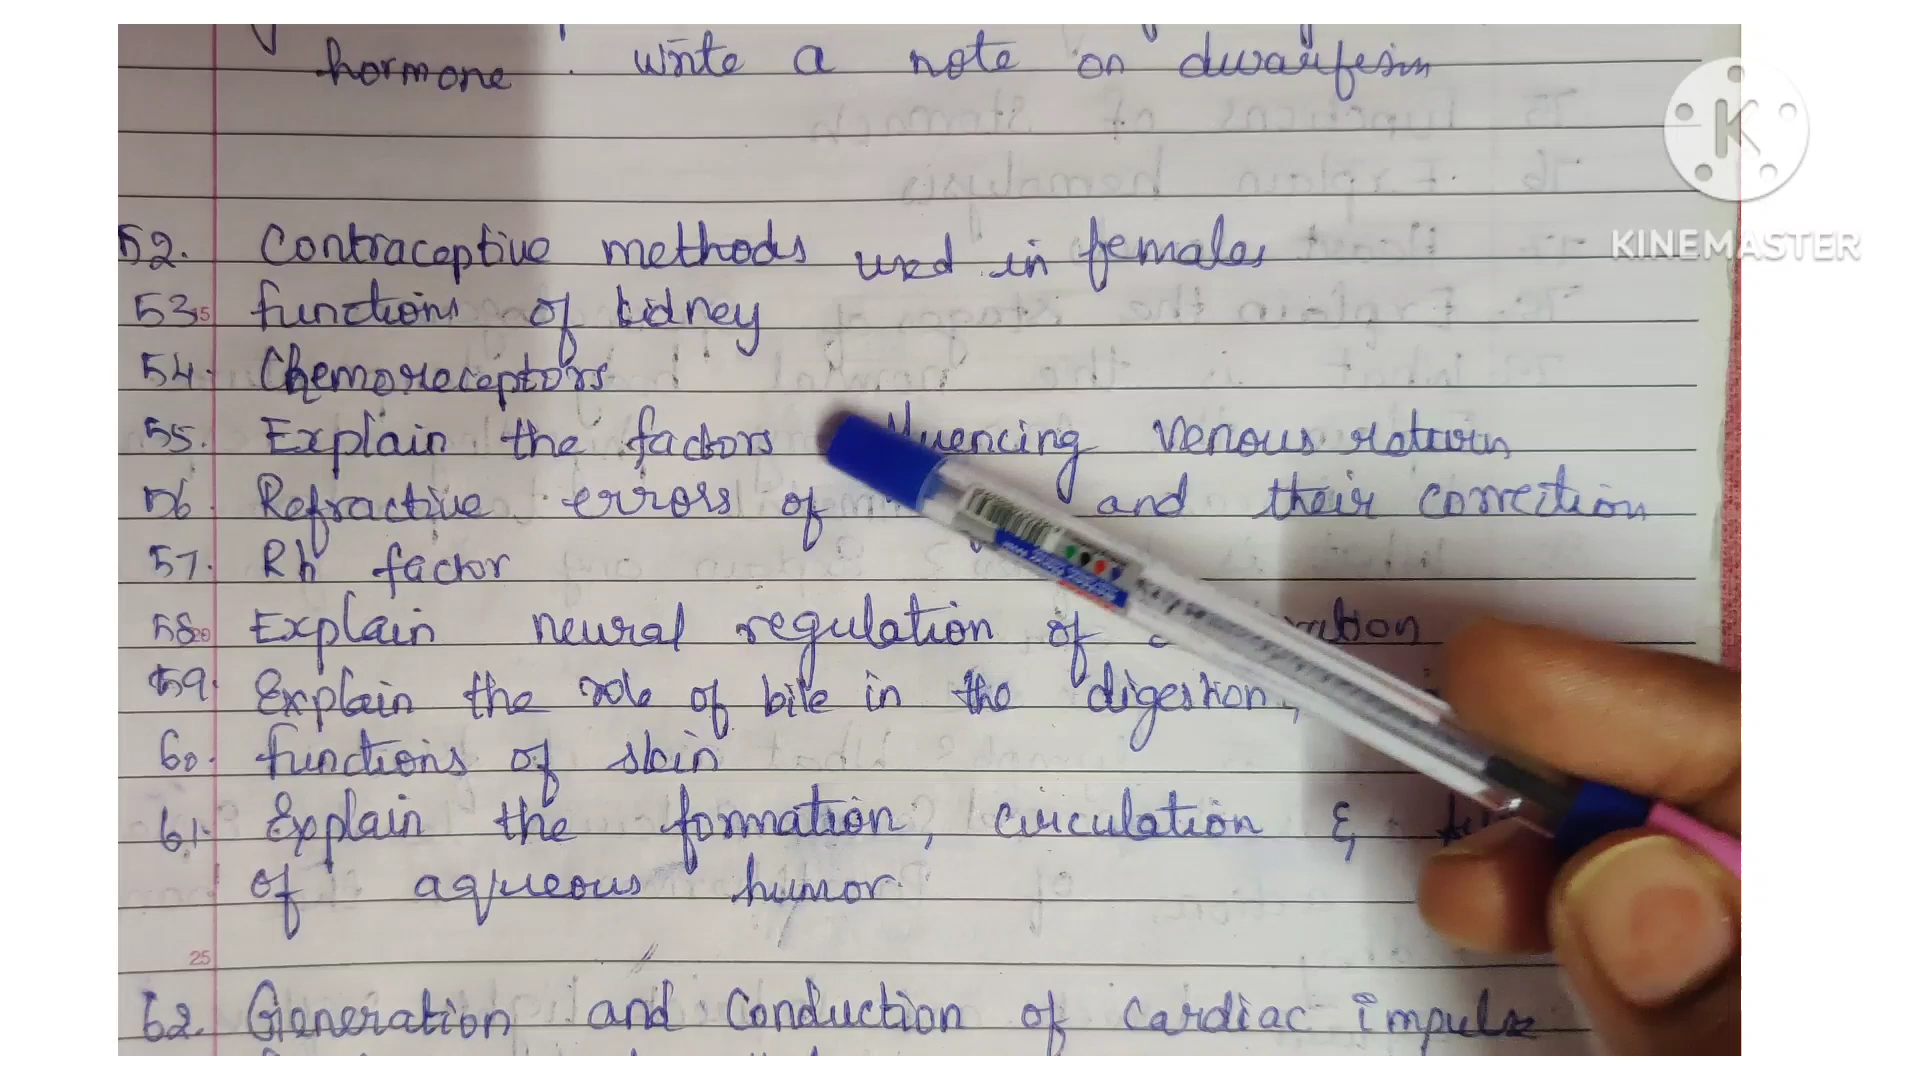 hormone. Write a note on dwarifesm
52. Contraceptive methods used in females
53. functions of kidney
54. Chemoreceptors
55. Explain the factors venous return
56. Refractive errors of and their correction
57. Rh factor
58. Explain neural regulation of
59. Explain the role of bile in the digestion,
60. functions of skin
61. Explain the formation, circulation &
of aqueous humor.
25
62. Generation and Conduction of cardiac impulse
KINEMASTER